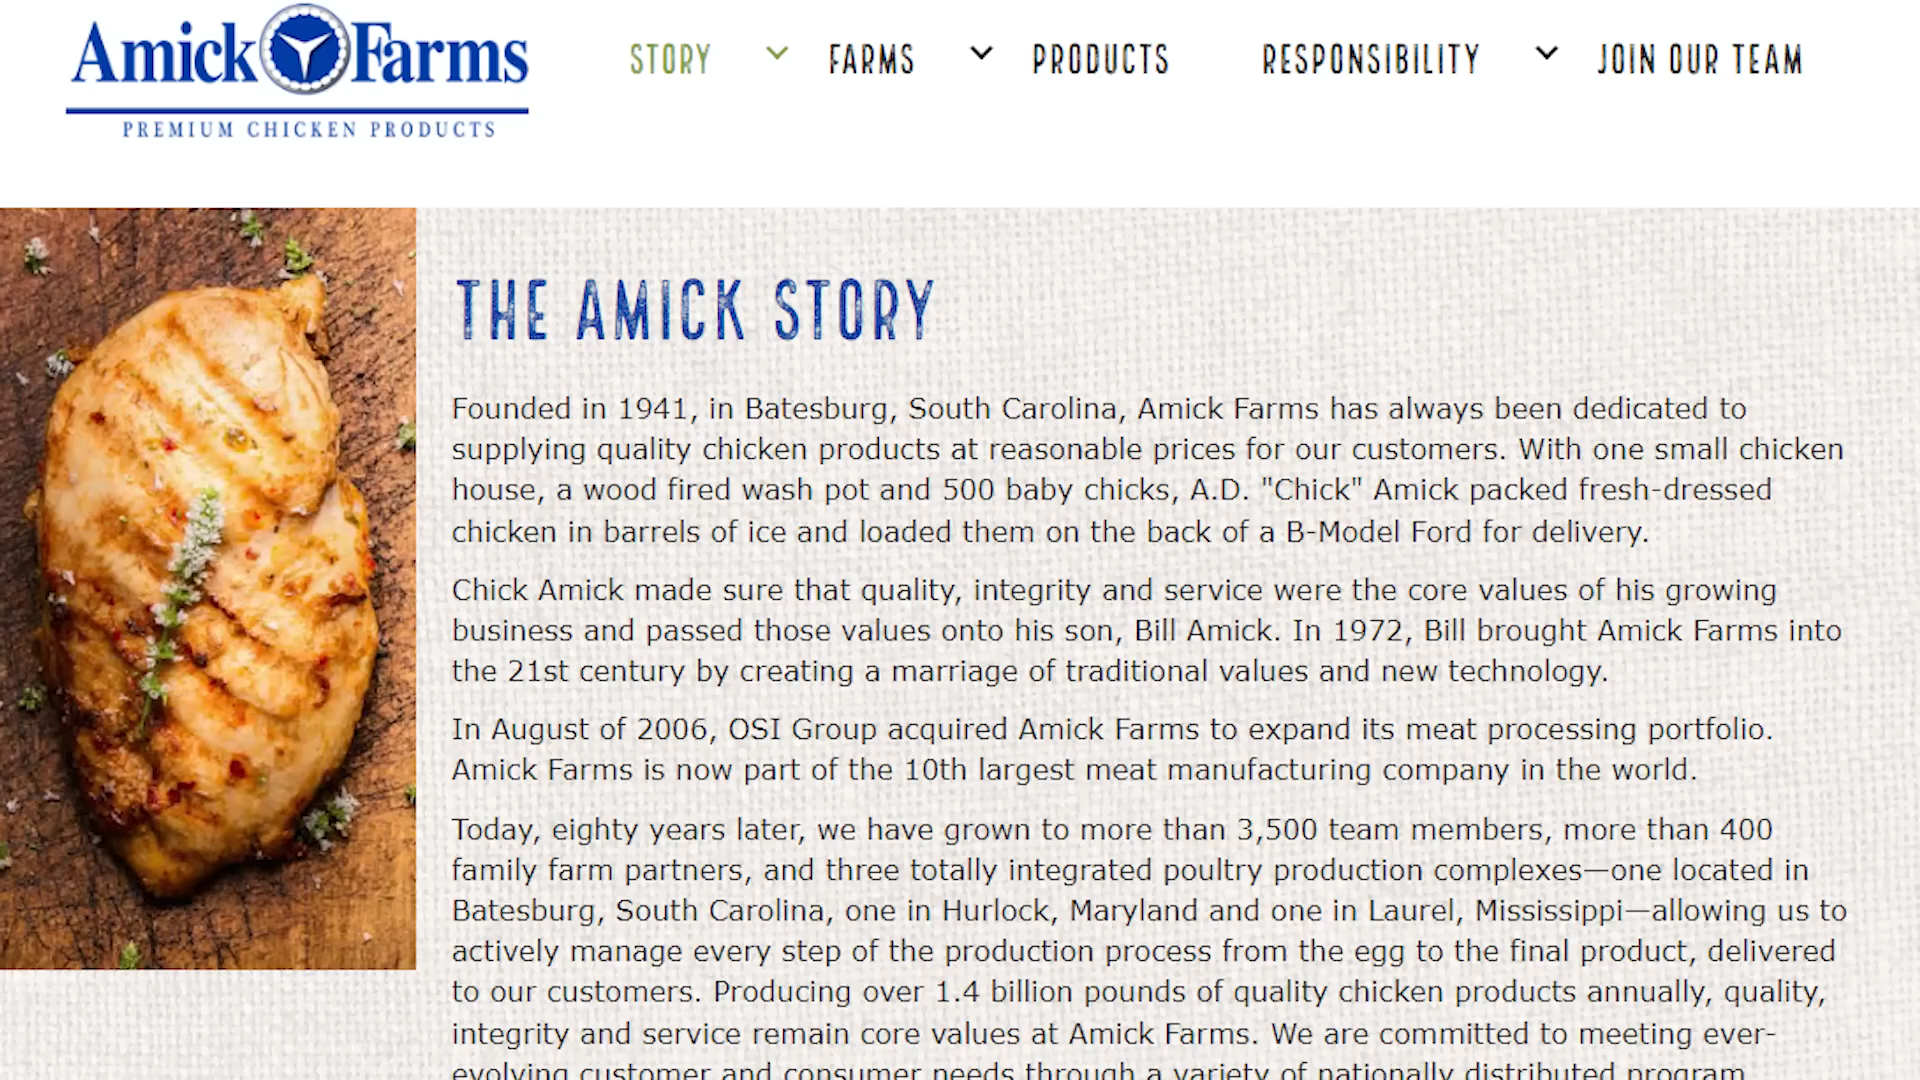 Amick Farms
PREMIUM CHICKEN PRODUCTS
STORY FARMS PRODUCTS RESPONSIBILITY JOIN OUR TEAM
THE AMICK STORY
Founded in 1941, in Batesburg, South Carolina, Amick Farms has always been dedicated to
supplying quality chicken products at reasonable prices for our customers. With one small chicken
house, a wood fired wash pot and 500 baby chicks, A.D. "Chick" Amick packed fresh-dressed
chicken in barrels of ice and loaded them on the back of a B-Model Ford for delivery.
Chick Amick made sure that quality, integrity and service were the core values of his growing
business and passed those values onto his son, Bill Amick. In 1972, Bill brought Amick Farms into
the 21st century by creating a marriage of traditional values and new technology.
In August of 2006, OSI Group acquired Amick Farms to expand its meat processing portfolio.
Amick Farms is now part of the 10th largest meat manufacturing company in the world.
Today, eighty years later, we have grown to more than 3,500 team members, more than 400
family farm partners, and three totally integrated poultry production complexes—one located in
Batesburg, South Carolina, one in Hurlock, Maryland and one in Laurel, Mississippi—allowing us to
actively manage every step of the production process from the egg to the final product, delivered
to our customers. Producing over 1.4 billion pounds of quality chicken products annually, quality,
integrity and service remain core values at Amick Farms. We are committed to meeting ever-
evolving customer and consumer needs through a variety of nationally distributed program